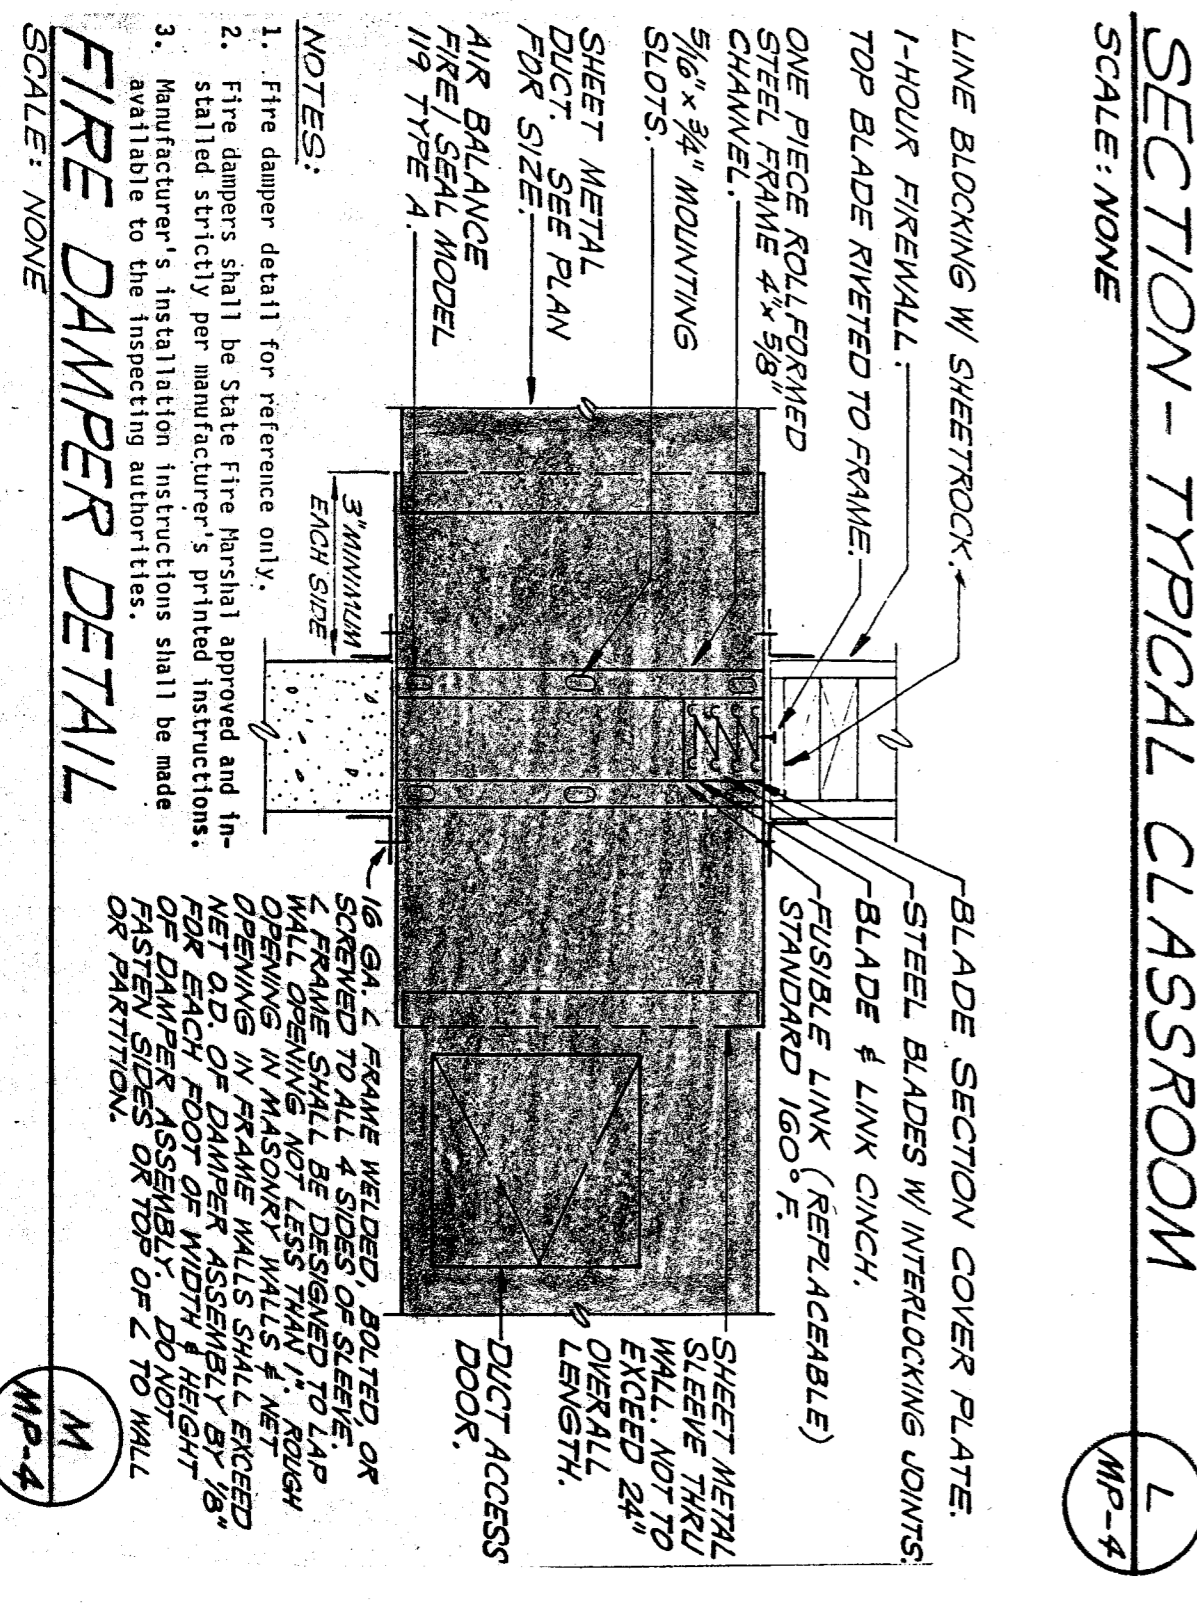 SECTION - TYPICAL CLASSROOM
SCALE: NONE
L
MP-4
LINE BLOCKING W/ SHEETROCK.
1-HOUR FIREWALL.
TOP BLADE RIVETED TO FRAME.
ONE PIECE ROLLFORMED
STEEL FRAME 4"x 5/8"
CHANNEL.
5/16" x 3/4" MOUNTING
SLOTS.
SHEET METAL
DUCT. SEE PLAN
FOR SIZE.
AIR BALANCE
FIRE/SEAL MODEL
119 TYPE A.
BLADE SECTION COVER PLATE.
STEEL BLADES W/ INTERLOCKING JOINTS.
BLADE & LINK CINCH.
FUSIBLE LINK (REPLACEABLE)
STANDARD 160° F.
SHEET METAL
SLEEVE THRU
WALL. NOT TO
EXCEED 24"
OVERALL
LENGTH.
DUCT ACCESS
DOOR.
3" MINIMUM
EACH SIDE
16 GA. ∠ FRAME WELDED, BOLTED, OR
SCREWED TO ALL 4 SIDES OF SLEEVE.
∠ FRAME SHALL BE DESIGNED TO LAP
WALL OPENING NOT LESS THAN 1". ROUGH
OPENING IN MASONRY WALLS & NET
OPENING IN FRAME WALLS SHALL EXCEED
NET O.D. OF DAMPER ASSEMBLY BY 1/8"
FOR EACH FOOT OF WIDTH & HEIGHT
OF DAMPER ASSEMBLY. DO NOT
FASTEN SIDES OR TOP OF ∠ TO WALL
OR PARTITION.
NOTES:
1. Fire damper detail for reference only.
2. Fire dampers shall be State Fire Marshal approved and in-
stalled strictly per manufacturer's printed instructions.
3. Manufacturer's installation instructions shall be made
available to the inspecting authorities.
FIRE DAMPER DETAIL
SCALE: NONE
M
MP-4